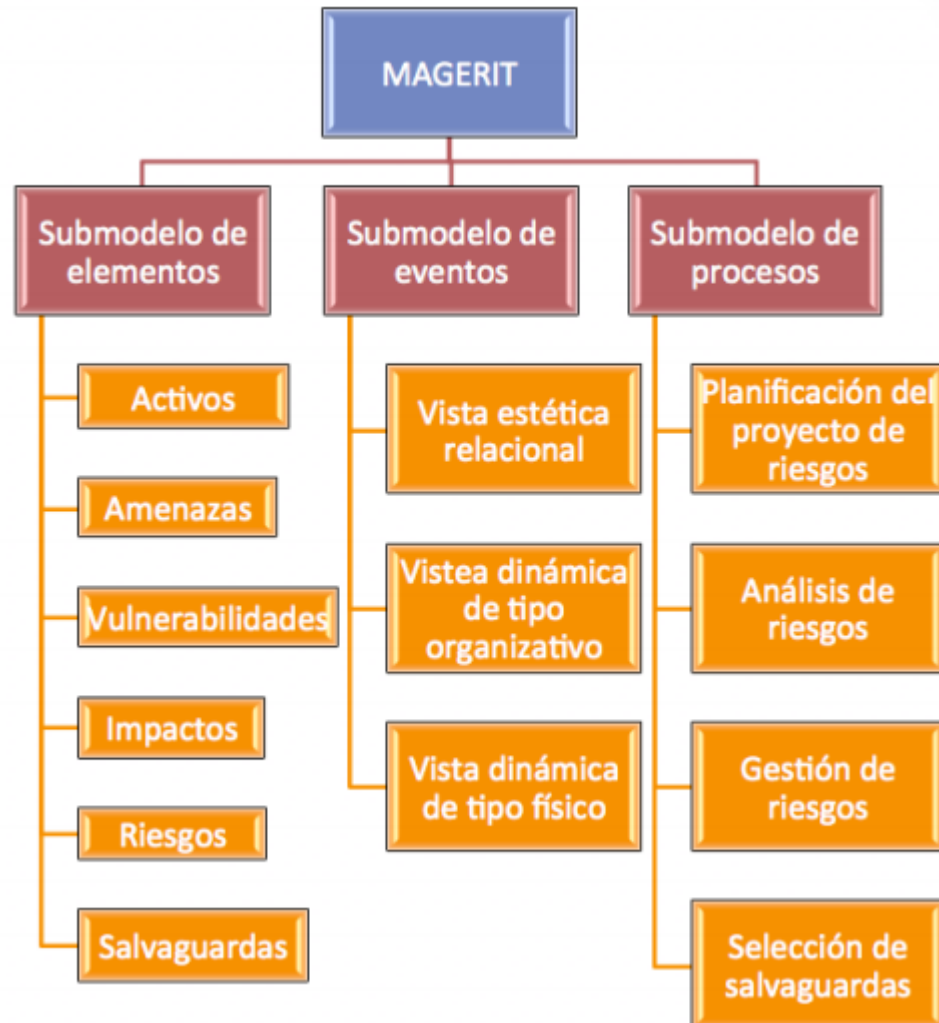 MAGERIT
Submodelo de
elementos
Activos
Amenazas
Vulnerabilidades
Impactos
Riesgos
Salvaguardas
Submodelo de
eventos
Vista estética
relacional
Vistea dinámica
de tipo
organizativo
Vista dinámica
de tipo físico
Submodelo de
procesos
Planificación del
proyecto de
riesgos
Análisis de
riesgos
Gestión de
riesgos
Selección de
salvaguardas